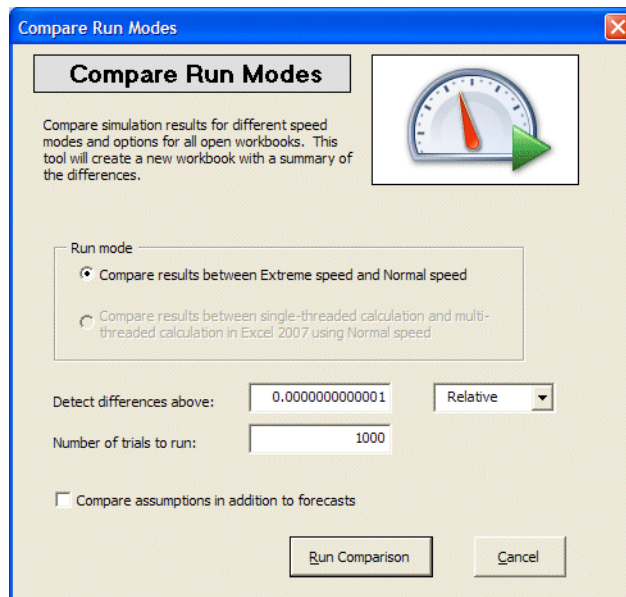 Compare Run Modes
Compare Run Modes
Compare simulation results for different speed
modes and options for all open workbooks. This
tool will create a new workbook with a summary of
the differences.
Run mode
Compare results between Extreme speed and Normal speed
Compare results between single-threaded calculation and multi-
threaded calculation in Excel 2007 using Normal speed
Detect differences above: 0.0000000000001 Relative
Number of trials to run: 1000
Compare assumptions in addition to forecasts
Run Comparison Cancel